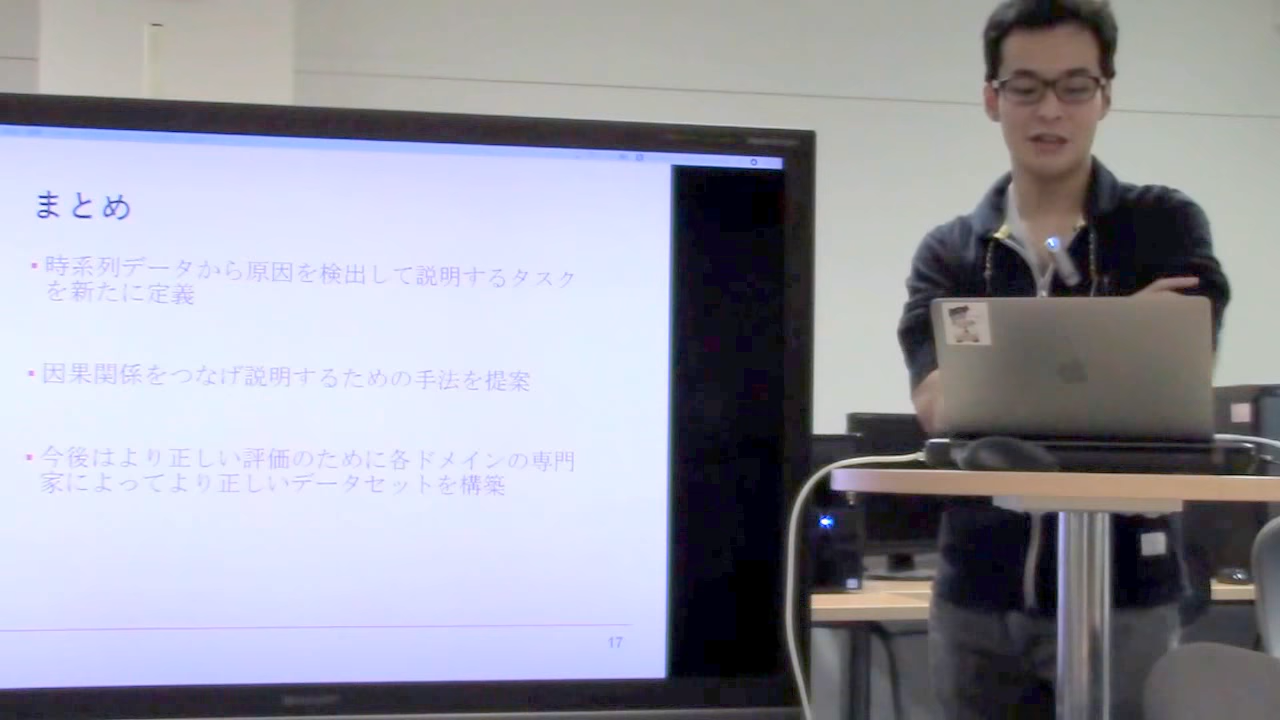 まとめ
時系列データから原因を検出して説明するタスク
を新たに定義
因果関係をつなげ説明するための手法を提案
今後はより正しい評価のために各ドメインの専門
家によってより正しいデータセットを構築
17